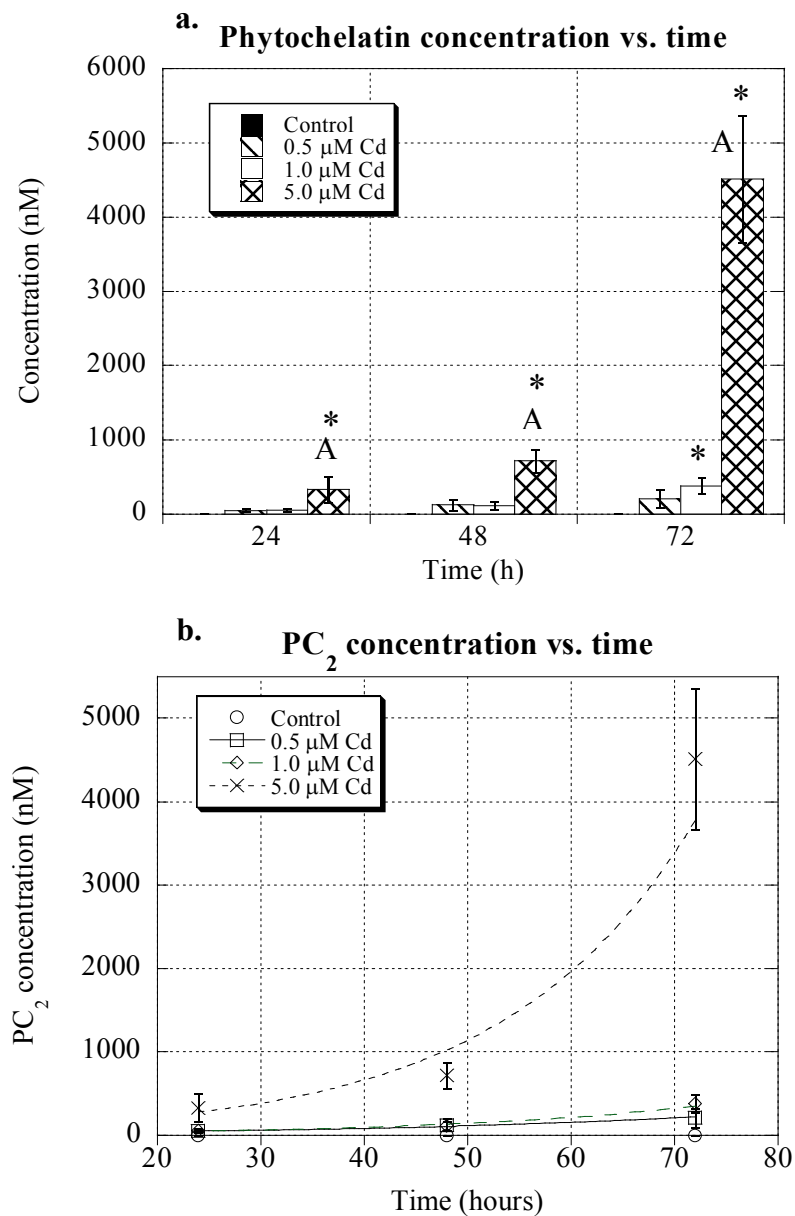 a.
Phytochelatin concentration vs. time
6000
5000
4000
3000
2000
1000
0
Concentration (nM)
Control
0.5 μM Cd
1.0 μM Cd
5.0 μM Cd
*
A
*
A
*
*
A
24
48
72
Time (h)
b.
PC₂ concentration vs. time
5000
4000
3000
2000
1000
0
PC₂ concentration (nM)
Control
0.5 μM Cd
1.0 μM Cd
5.0 μM Cd
20
30
40
50
60
70
80
Time (hours)